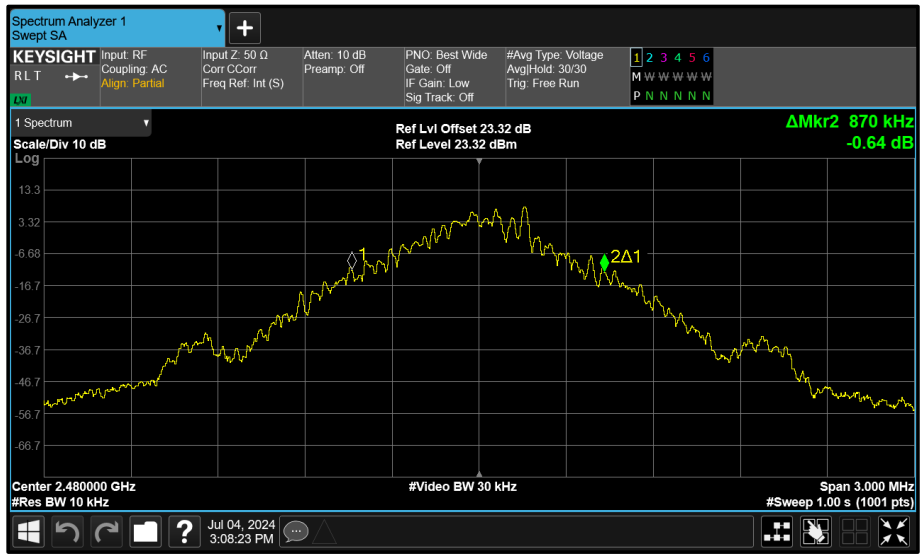 Spectrum Analyzer 1
Swept SA
+
KEYSIGHT
R L T
LXI
Input: RF
Coupling: AC
Align: Partial
Input Z: 50 Ω
Corr CCorr
Freq Ref: Int (S)
Atten: 10 dB
Preamp: Off
PNO: Best Wide
Gate: Off
IF Gain: Low
Sig Track: Off
#Avg Type: Voltage
Avg|Hold: 30/30
Trig: Free Run
1 2 3 4 5 6
M W W W W W
P N N N N N
1 Spectrum
Scale/Div 10 dB
Ref Lvl Offset 23.32 dB
Ref Level 23.32 dBm
ΔMkr2 870 kHz
-0.64 dB
Log
13.3
3.32
-6.68
-16.7
-26.7
-36.7
-46.7
-56.7
-66.7
1
2Δ1
Center 2.480000 GHz
#Video BW 30 kHz
Span 3.000 MHz
#Res BW 10 kHz
#Sweep 1.00 s (1001 pts)
?
Jul 04, 2024
3:08:23 PM